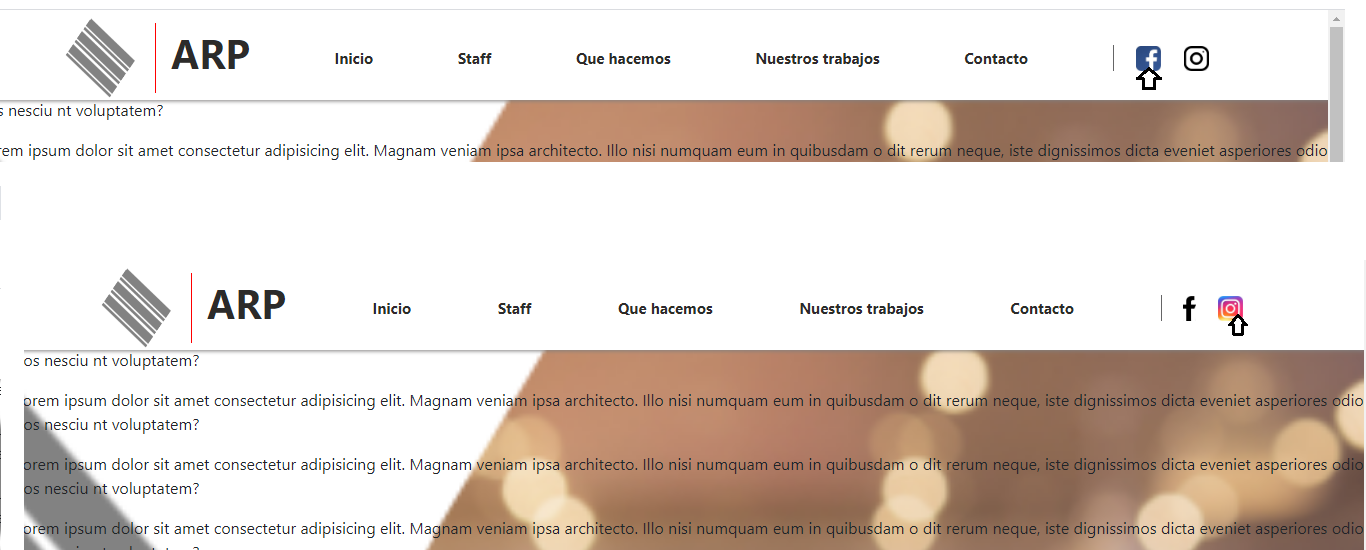 ARP
Inicio Staff Que hacemos Nuestros trabajos Contacto
s nesciu nt voluptatem?
rem ipsum dolor sit amet consectetur adipisicing elit. Magnam veniam ipsa architecto. Illo nisi numquam eum in quibusdam o dit rerum neque, iste dignissimos dicta eveniet asperiores odio
ARP
Inicio Staff Que hacemos Nuestros trabajos Contacto
os nesciu nt voluptatem?
orem ipsum dolor sit amet consectetur adipisicing elit. Magnam veniam ipsa architecto. Illo nisi numquam eum in quibusdam o dit rerum neque, iste dignissimos dicta eveniet asperiores odio
os nesciu nt voluptatem?
orem ipsum dolor sit amet consectetur adipisicing elit. Magnam veniam ipsa architecto. Illo nisi numquam eum in quibusdam o dit rerum neque, iste dignissimos dicta eveniet asperiores odio
os nesciu nt voluptatem?
orem ipsum dolor sit amet consectetur adipisicing elit. Magnam veniam ipsa architecto. Illo nisi numquam eum in quibusdam o dit rerum neque, iste dignissimos dicta eveniet asperiores odio